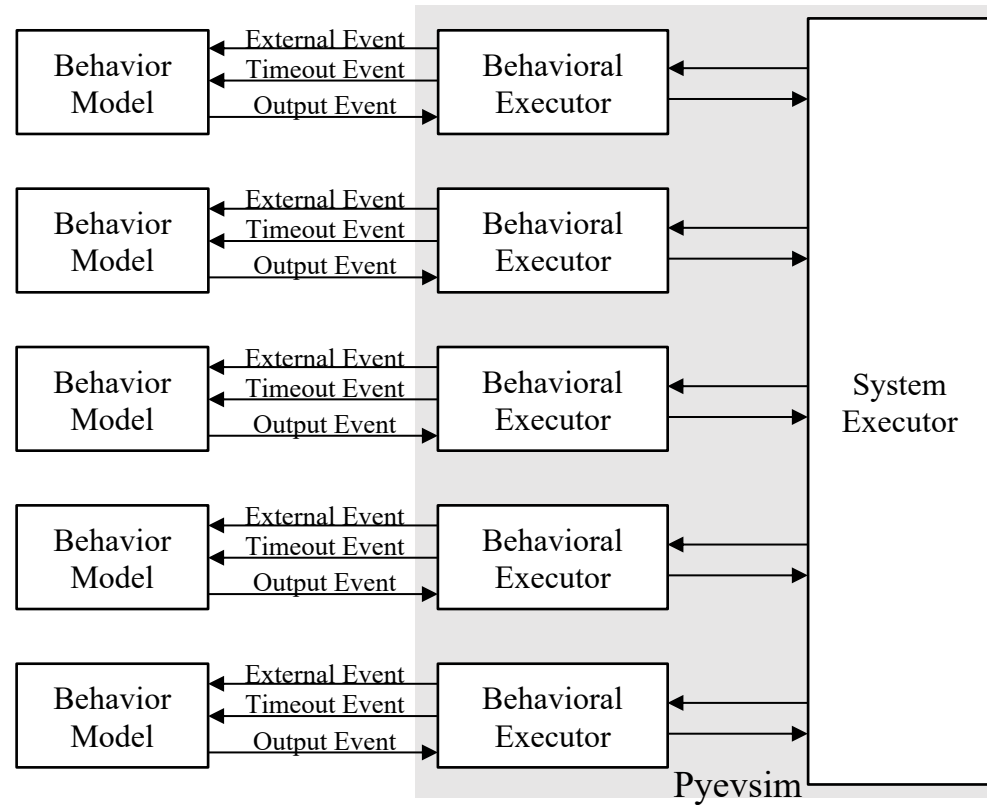 External Event
Timeout Event
Output Event
Behavior
Model
Behavioral
Executor
External Event
Timeout Event
Output Event
Behavior
Model
Behavioral
Executor
External Event
Timeout Event
Output Event
Behavior
Model
Behavioral
Executor
System
Executor
External Event
Timeout Event
Output Event
Behavior
Model
Behavioral
Executor
External Event
Timeout Event
Output Event
Behavior
Model
Behavioral
Executor
Pyevsim